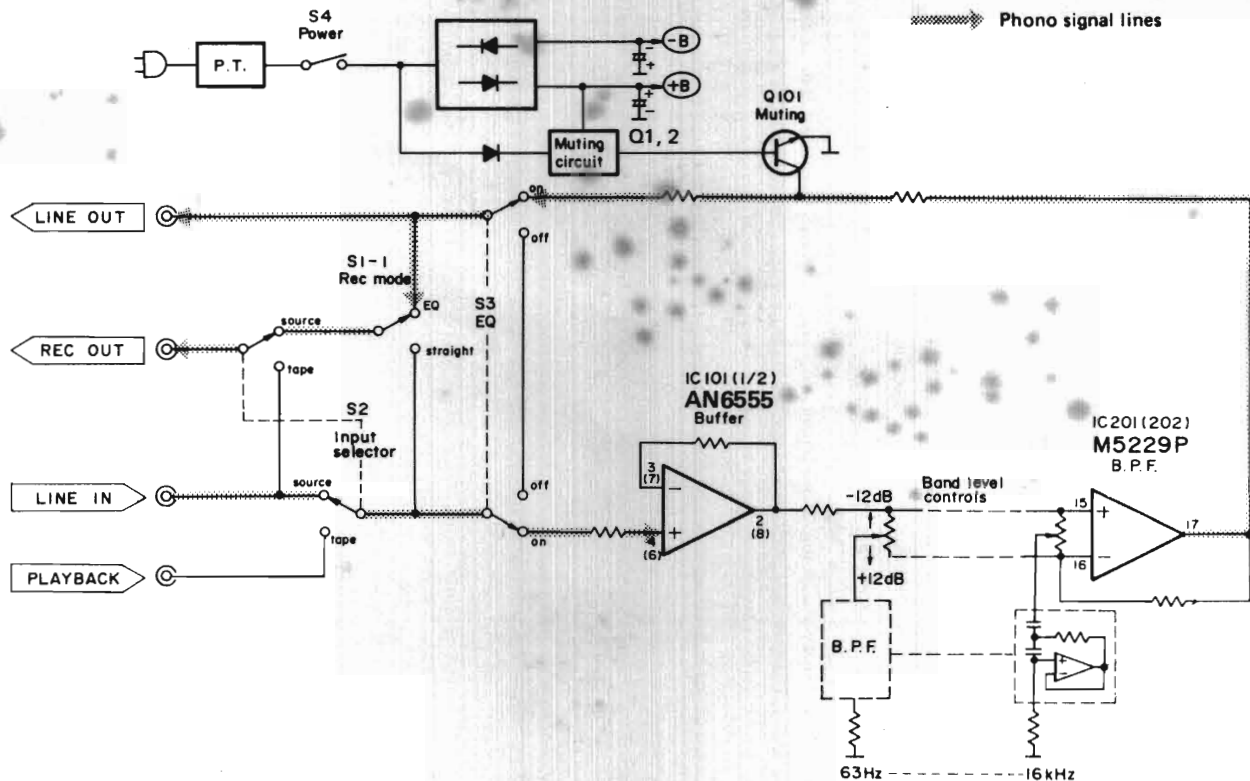 S4
Power
Phono signal lines
P.T.
-B
+B
-
+
+
-
Q101
Muting
Q1, 2
Muting
circuit
on
LINE OUT
off
S1-1
Rec mode
EQ
S3
EQ
source
REC OUT
straight
tape
IC101(1/2)
AN6555
Buffer
S2
Input
selector
IC201(202)
M5229P
B.P.F.
source
LINE IN
off
3
(7)
-
+
(6)
2
(8)
Band level
controls
-12dB
+12dB
15
+
16
-
17
tape
on
PLAYBACK
B.P.F.
+
-
63Hz
16kHz